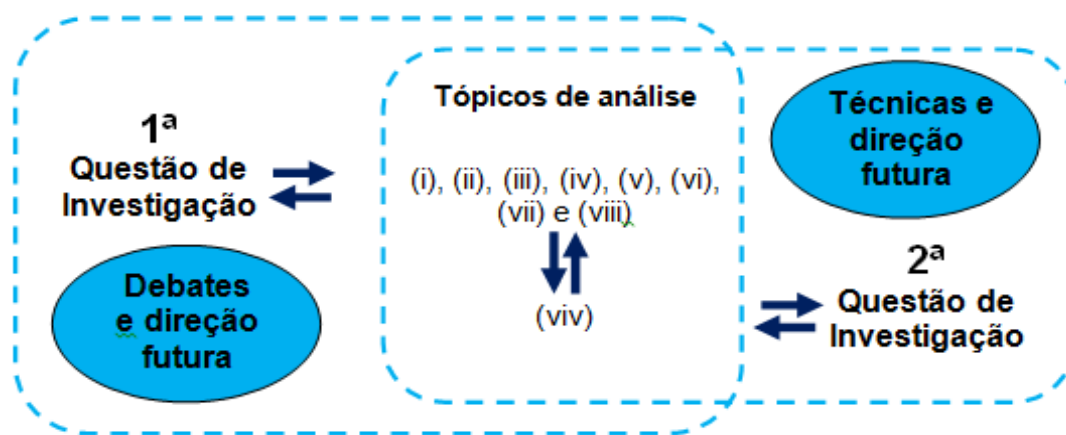 1ª
Questão de
Investigação
Debates
e direção
futura
Tópicos de análise
(i), (ii), (iii), (iv), (v), (vi),
(vii) e (viii)
(viv)
Técnicas e
direção
futura
2ª
Questão de
Investigação